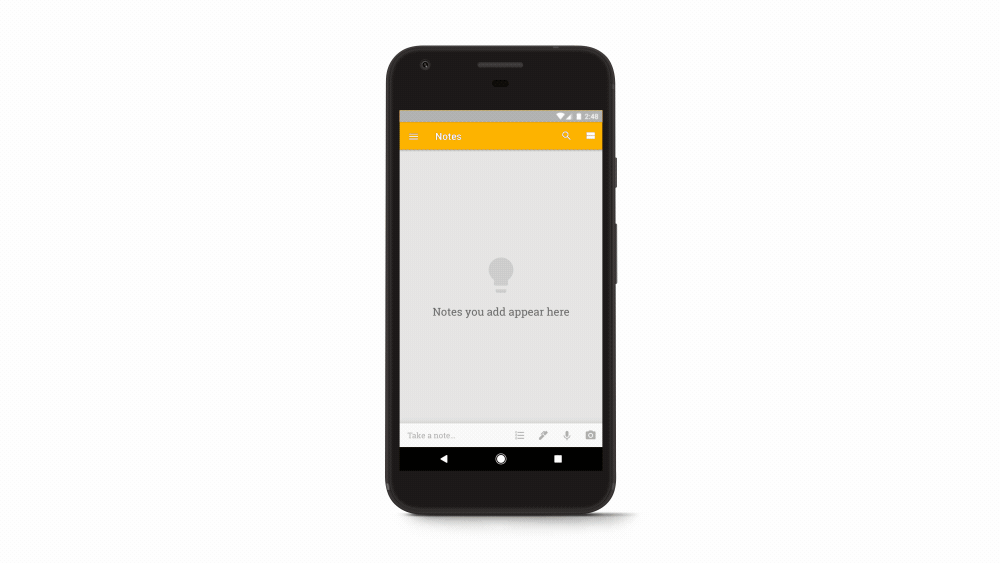 2:48
Notes
Notes you add appear here
Take a note...